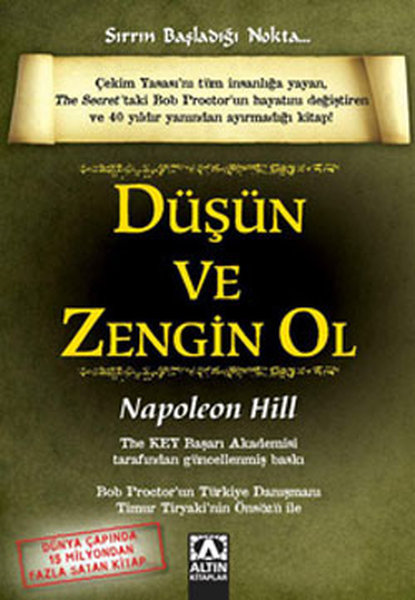 Sırrın Başladığı Nokta...
Çekim Yasası'nı tüm insanlığa yayan,
The Secret'taki Bob Proctor'un hayatını değiştiren
ve 40 yıldır yanından ayırmadığı kitap!
DÜŞÜN
VE
ZENGİN OL
Napoleon Hill
The KEY Başarı Akademisi
tarafından güncellenmiş baskı
Bob Proctor'un Türkiye Danışmanı
Timur Tiryaki'nin Önsözü ile
DÜNYA ÇAPINDA
15 MİLYONDAN
FAZLA SATAN KİTAP
ALTIN
KİTAPLAR